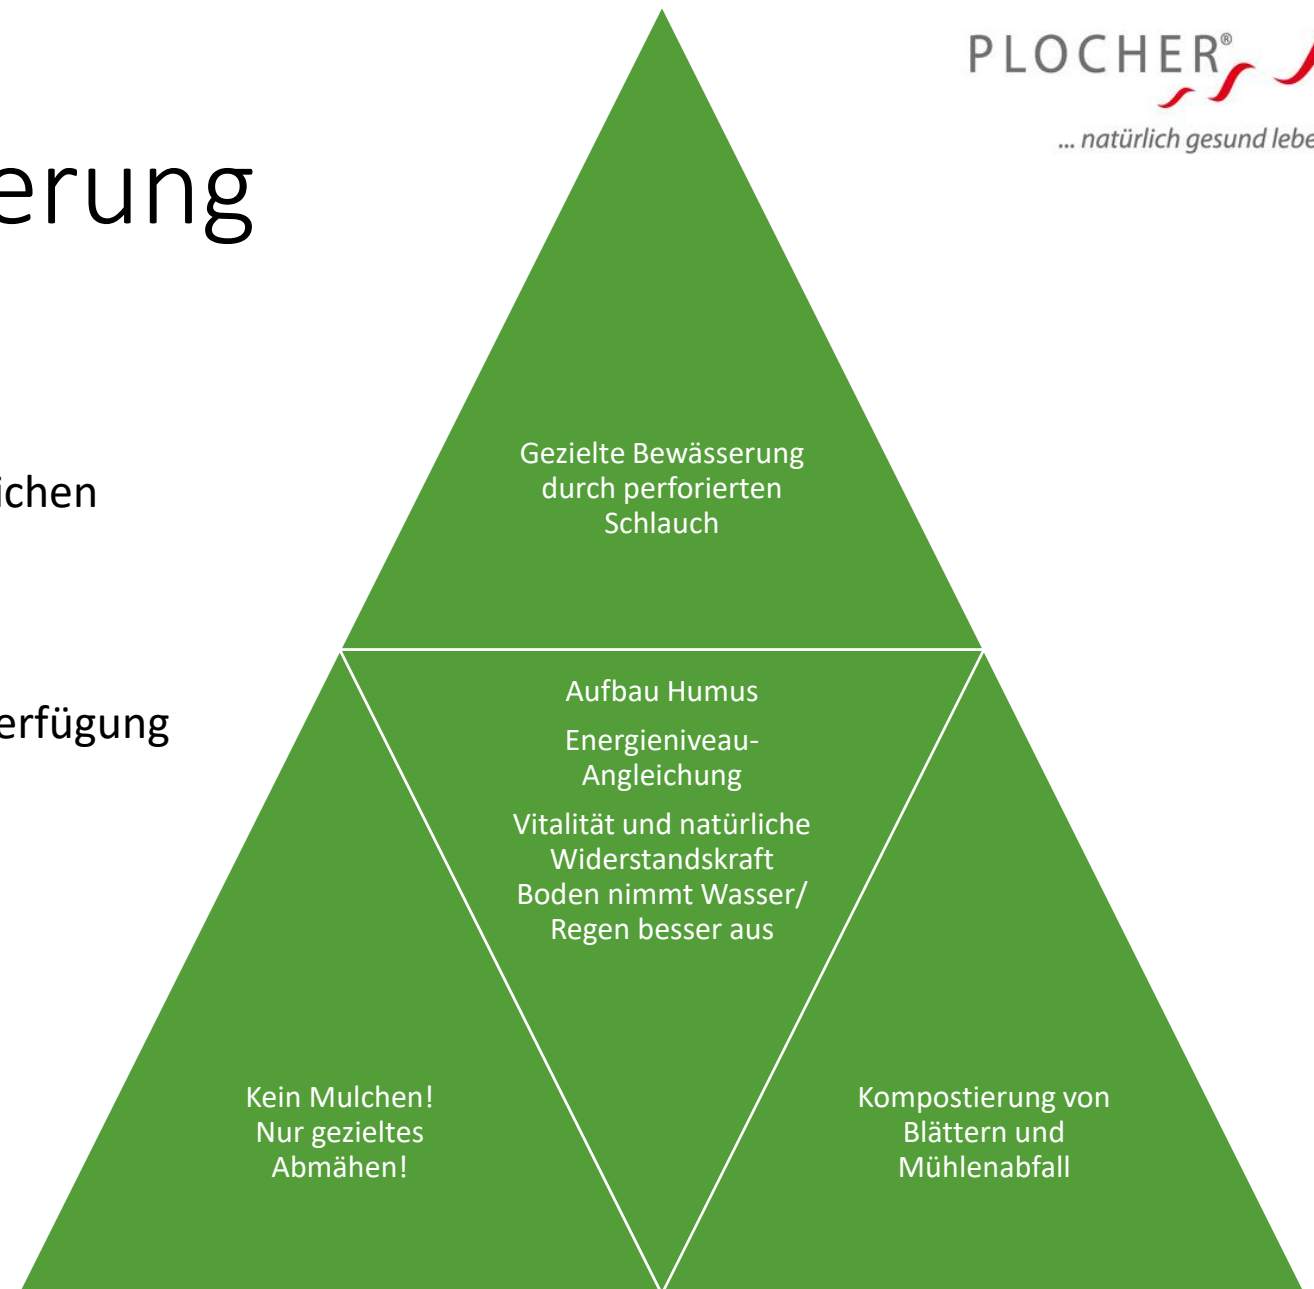 PLOCHER®
... natürlich gesund lebe
erung
ichen
erfügung
Gezielte Bewässerung
durch perforierten
Schlauch
Aufbau Humus
Energieniveau-
Angleichung
Vitalität und natürliche
Widerstandskraft
Boden nimmt Wasser/
Regen besser aus
Kein Mulchen!
Nur gezieltes
Abmähen!
Kompostierung von
Blättern und
Mühlenabfall